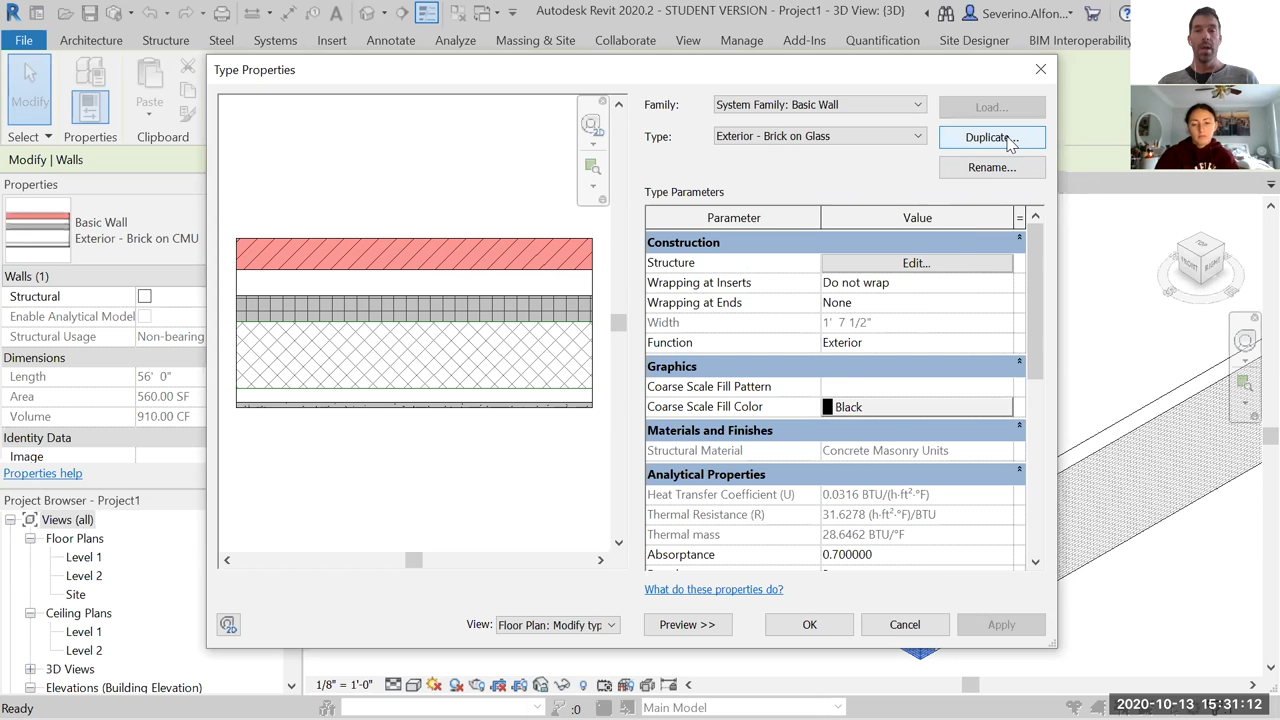 Autodesk Revit 2020.2 - STUDENT VERSION - Project1 - 3D View: {3D}
Severino.Alfon...
File Architecture Structure Steel Systems Insert Annotate Analyze Massing & Site Collaborate View Manage Add-Ins Quantification Site Designer BIM Interoperability
Modify
Paste
Select
Properties
Clipboard
Modify | Walls
Properties
Basic Wall
Exterior - Brick on CMU
Walls (1)
Structural
Enable Analytical Model
Structural Usage Non-bearing
Dimensions
Length 56' 0"
Area 560.00 SF
Volume 910.00 CF
Identity Data
Image
Properties help
Project Browser - Project1
Views (all)
Floor Plans
Level 1
Level 2
Site
Ceiling Plans
Level 1
Level 2
3D Views
Elevations (Building Elevation)
Ready
Type Properties
2D
Family: System Family: Basic Wall Load...
Type: Exterior - Brick on Glass Duplicate...
Rename...
Type Parameters
Parameter Value =
Construction
Structure Edit...
Wrapping at Inserts Do not wrap
Wrapping at Ends None
Width 1' 7 1/2"
Function Exterior
Graphics
Coarse Scale Fill Pattern
Coarse Scale Fill Color Black
Materials and Finishes
Structural Material Concrete Masonry Units
Analytical Properties
Heat Transfer Coefficient (U) 0.0316 BTU/(h·ft²·°F)
Thermal Resistance (R) 31.6278 (h·ft²·°F)/BTU
Thermal mass 28.6462 BTU/°F
Absorptance 0.700000
What do these properties do?
2D
View: Floor Plan: Modify typ Preview >> OK Cancel Apply
TOP
FRONT RIGHT
1/8" = 1'-0"
:0
Main Model
2020-10-13 15:31:12